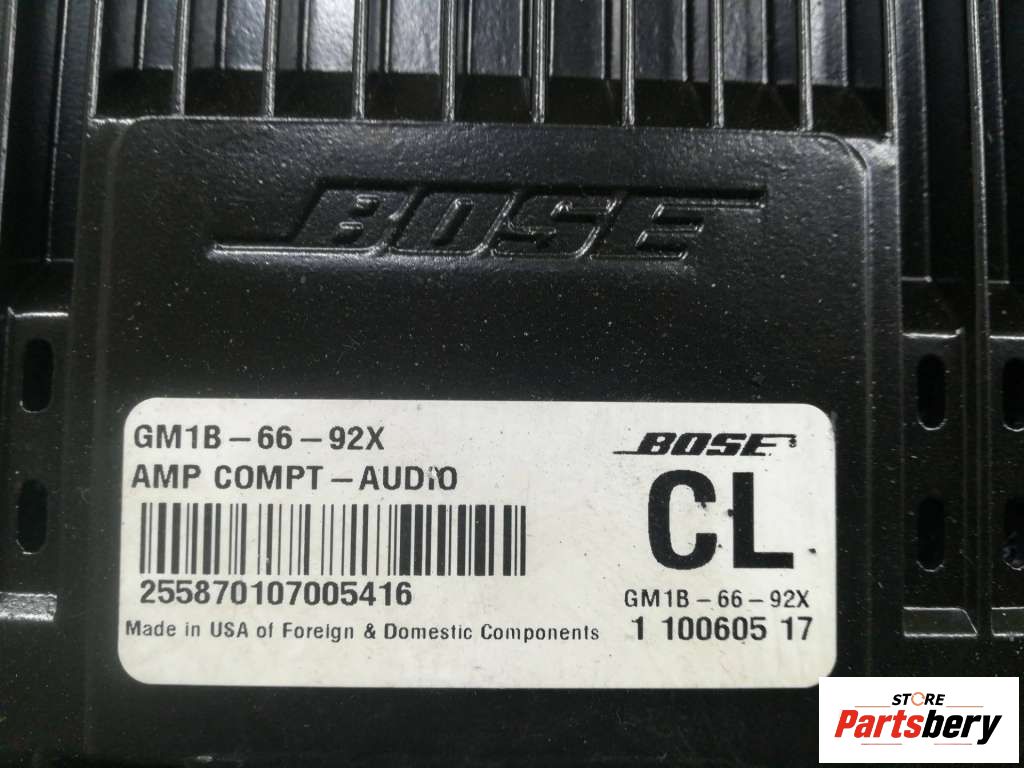 BOSE
GM1B-66-92X
AMP COMPT-AUDIO
255870107005416
Made in USA of Foreign & Domestic Components
BOSE®
CL
GM1B-66-92X
1 100605 17
STORE
Partsbery